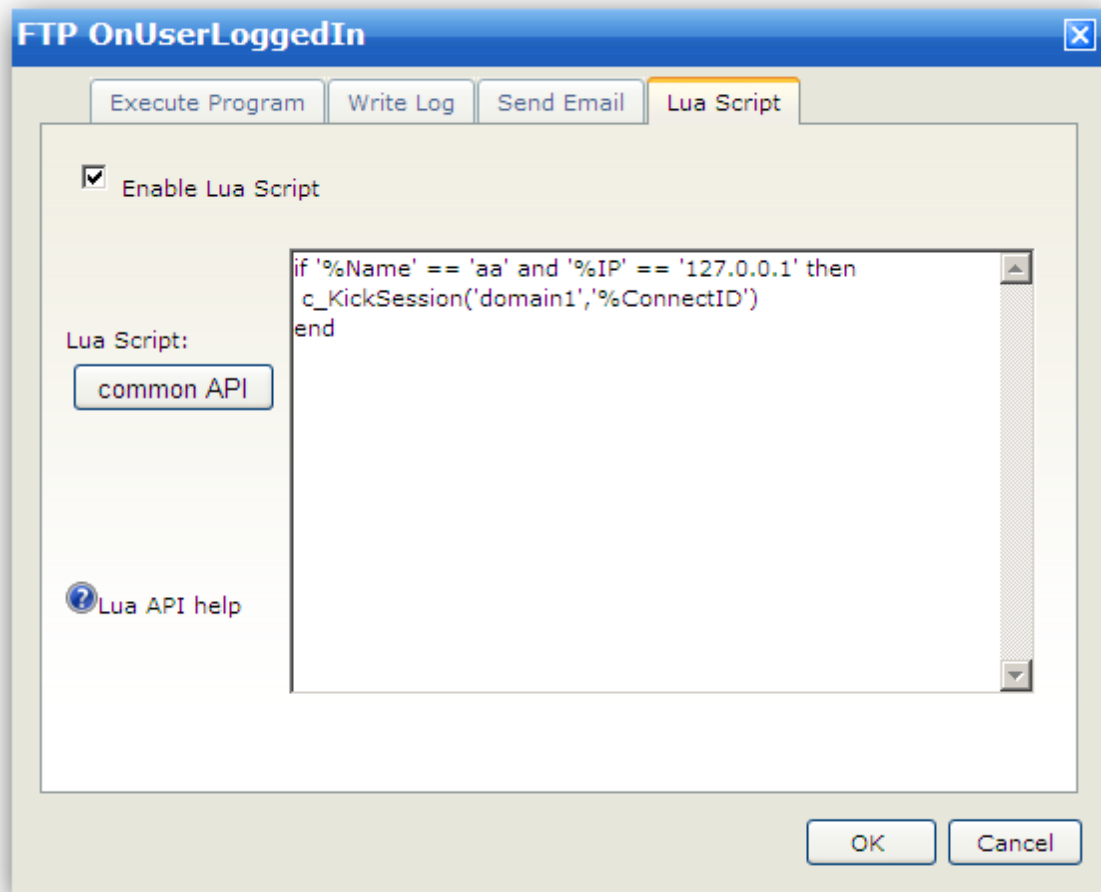 FTP OnUserLoggedIn
Execute Program Write Log Send Email Lua Script
Enable Lua Script
if '%Name' == 'aa' and '%IP' == '127.0.0.1' then
c_KickSession('domain1','%ConnectID')
end
Lua Script:
common API
Lua API help
OK Cancel